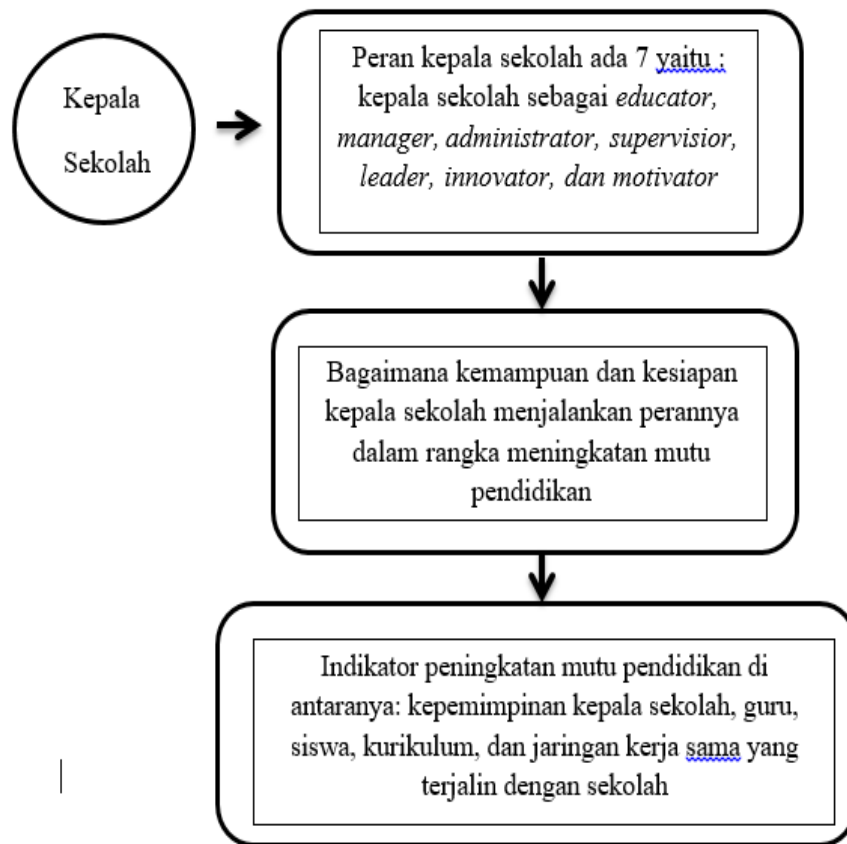 Kepala
Sekolah
Peran kepala sekolah ada 7 yaitu :
kepala sekolah sebagai educator,
manager, administrator, supervisior,
leader, innovator, dan motivator
Bagaimana kemampuan dan kesiapan
kepala sekolah menjalankan perannya
dalam rangka meningkatan mutu
pendidikan
Indikator peningkatan mutu pendidikan di
antaranya: kepemimpinan kepala sekolah, guru,
siswa, kurikulum, dan jaringan kerja sama yang
terjalin dengan sekolah